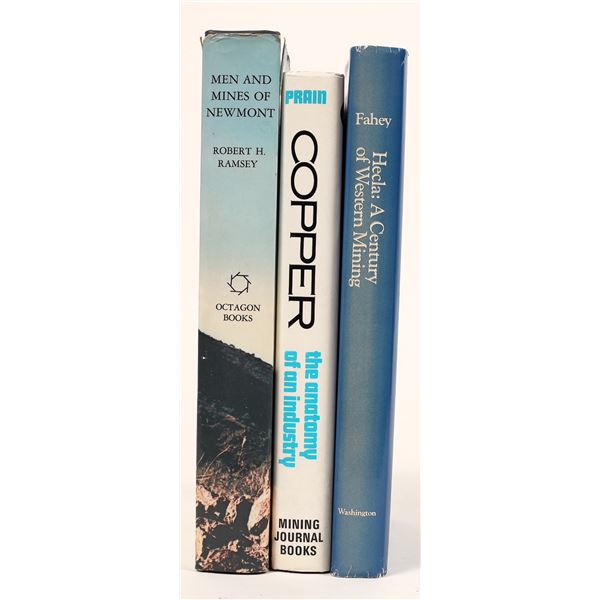 MEN AND
MINES OF
NEWMONT
ROBERT H.
RAMSEY
OCTAGON
BOOKS
PRAIN
COPPER
the anatomy
of an industry
MINING
JOURNAL
BOOKS
Fahey
Hecla: A Century
of Western Mining
Washington